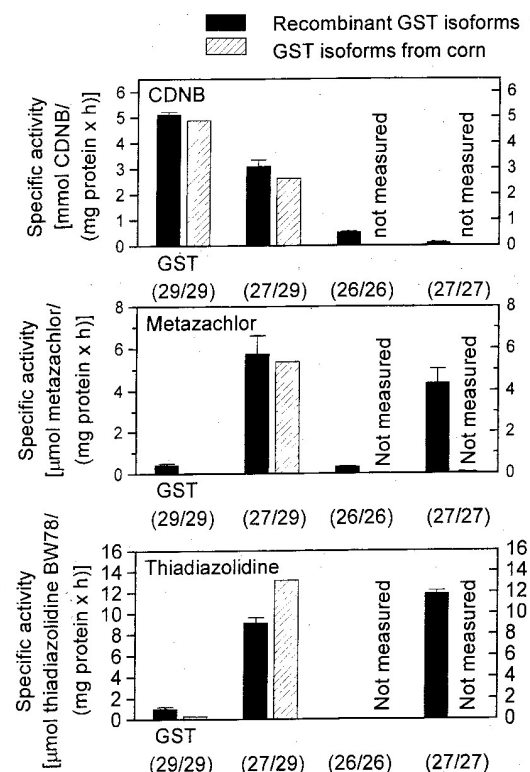 Recombinant GST isoforms
GST isoforms from corn
CDNB
Specific activity
[mmol CDNB/
(mg protein x h)]
6
5
4
3
2
1
0
not measured
not measured
6
5
4
3
2
1
0
GST
(29/29) (27/29) (26/26) (27/27)
Metazachlor
Specific activity
[µmol metazachlor/
(mg protein x h)]
8
6
4
2
0
Not measured
Not measured
8
6
4
2
0
GST
(29/29) (27/29) (26/26) (27/27)
Thiadiazolidine
Specific activity
[µmol thiadiazolidine BW78/
(mg protein x h)]
16
14
12
10
8
6
4
2
0
Not measured
Not measured
16
14
12
10
8
6
4
2
0
GST
(29/29) (27/29) (26/26) (27/27)